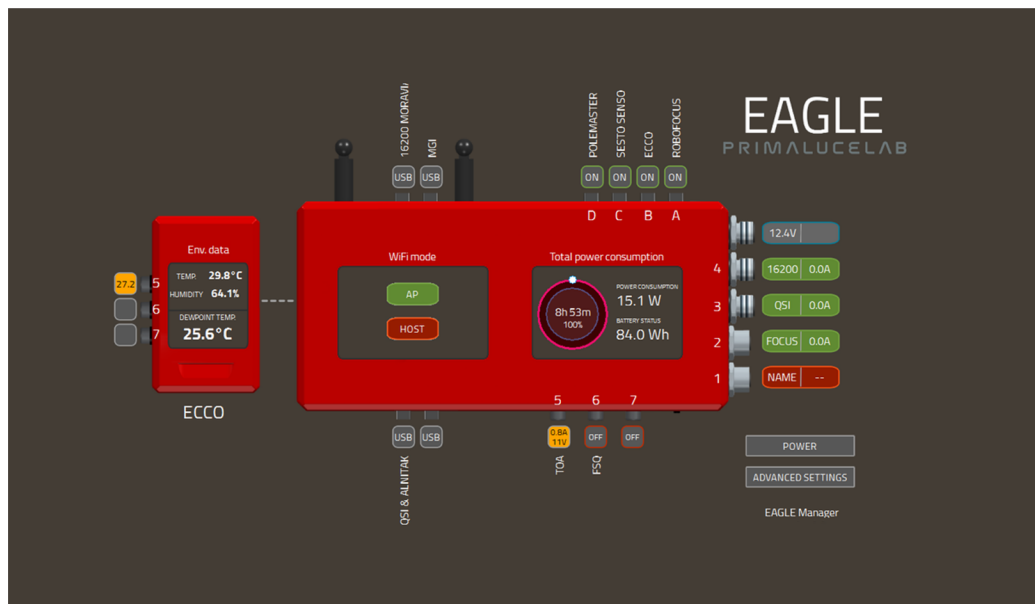 EAGLE
PRIMALUCELAB
16200 MORAVI
MGI
USB
USB
POLEMASTER
SESTO SENSO
ECCO
ROBOFOCUS
ON
ON
ON
ON
D
C
B
A
Env. data
TEMP. 29.8°C
HUMIDITY 64.1%
DEWPOINT TEMP.
25.6°C
27.2
5
6
7
ECCO
WiFi mode
AP
HOST
Total power consumption
8h 53m
100%
POWER CONSUMPTION
15.1 W
BATTERY STATUS
84.0 Wh
12.4V
4 16200 0.0A
3 QSI 0.0A
2 FOCUS 0.0A
1 NAME --
5
6
7
0.8A
11V
OFF
OFF
TOA
FSQ
USB
USB
QSI & ALNITAK
POWER
ADVANCED SETTINGS
EAGLE Manager